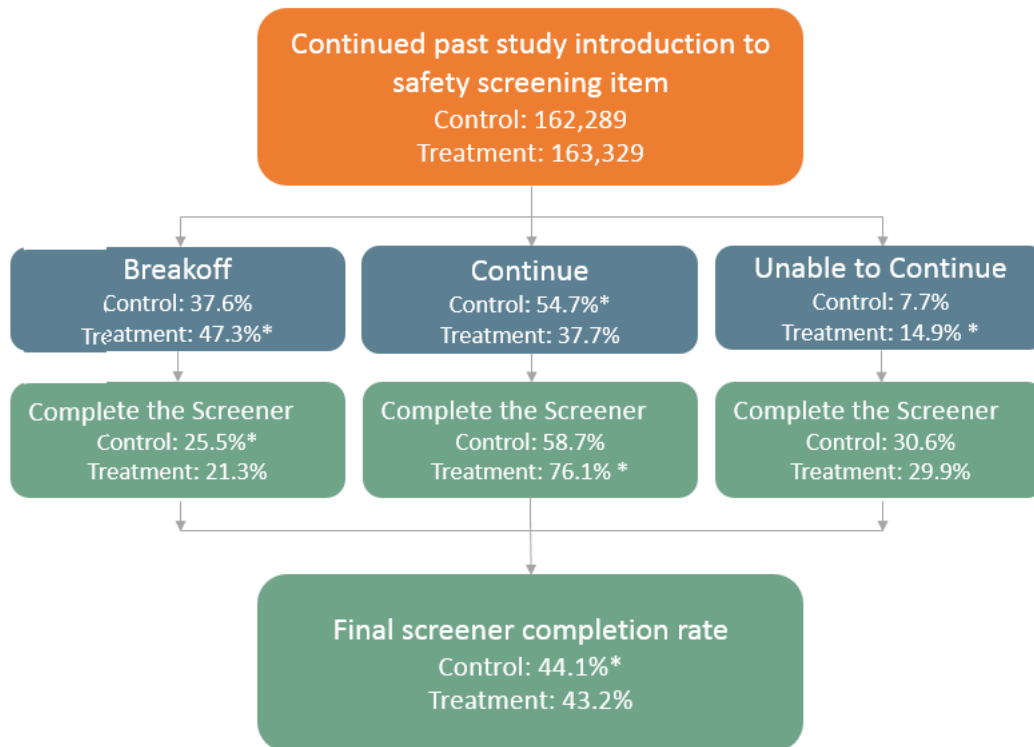 Continued past study introduction to
safety screening item
Control: 162,289
Treatment: 163,329
Breakoff
Control: 37.6%
Treatment: 47.3%*
Continue
Control: 54.7%*
Treatment: 37.7%
Unable to Continue
Control: 7.7%
Treatment: 14.9% *
Complete the Screener
Control: 25.5%*
Treatment: 21.3%
Complete the Screener
Control: 58.7%
Treatment: 76.1% *
Complete the Screener
Control: 30.6%
Treatment: 29.9%
Final screener completion rate
Control: 44.1%*
Treatment: 43.2%